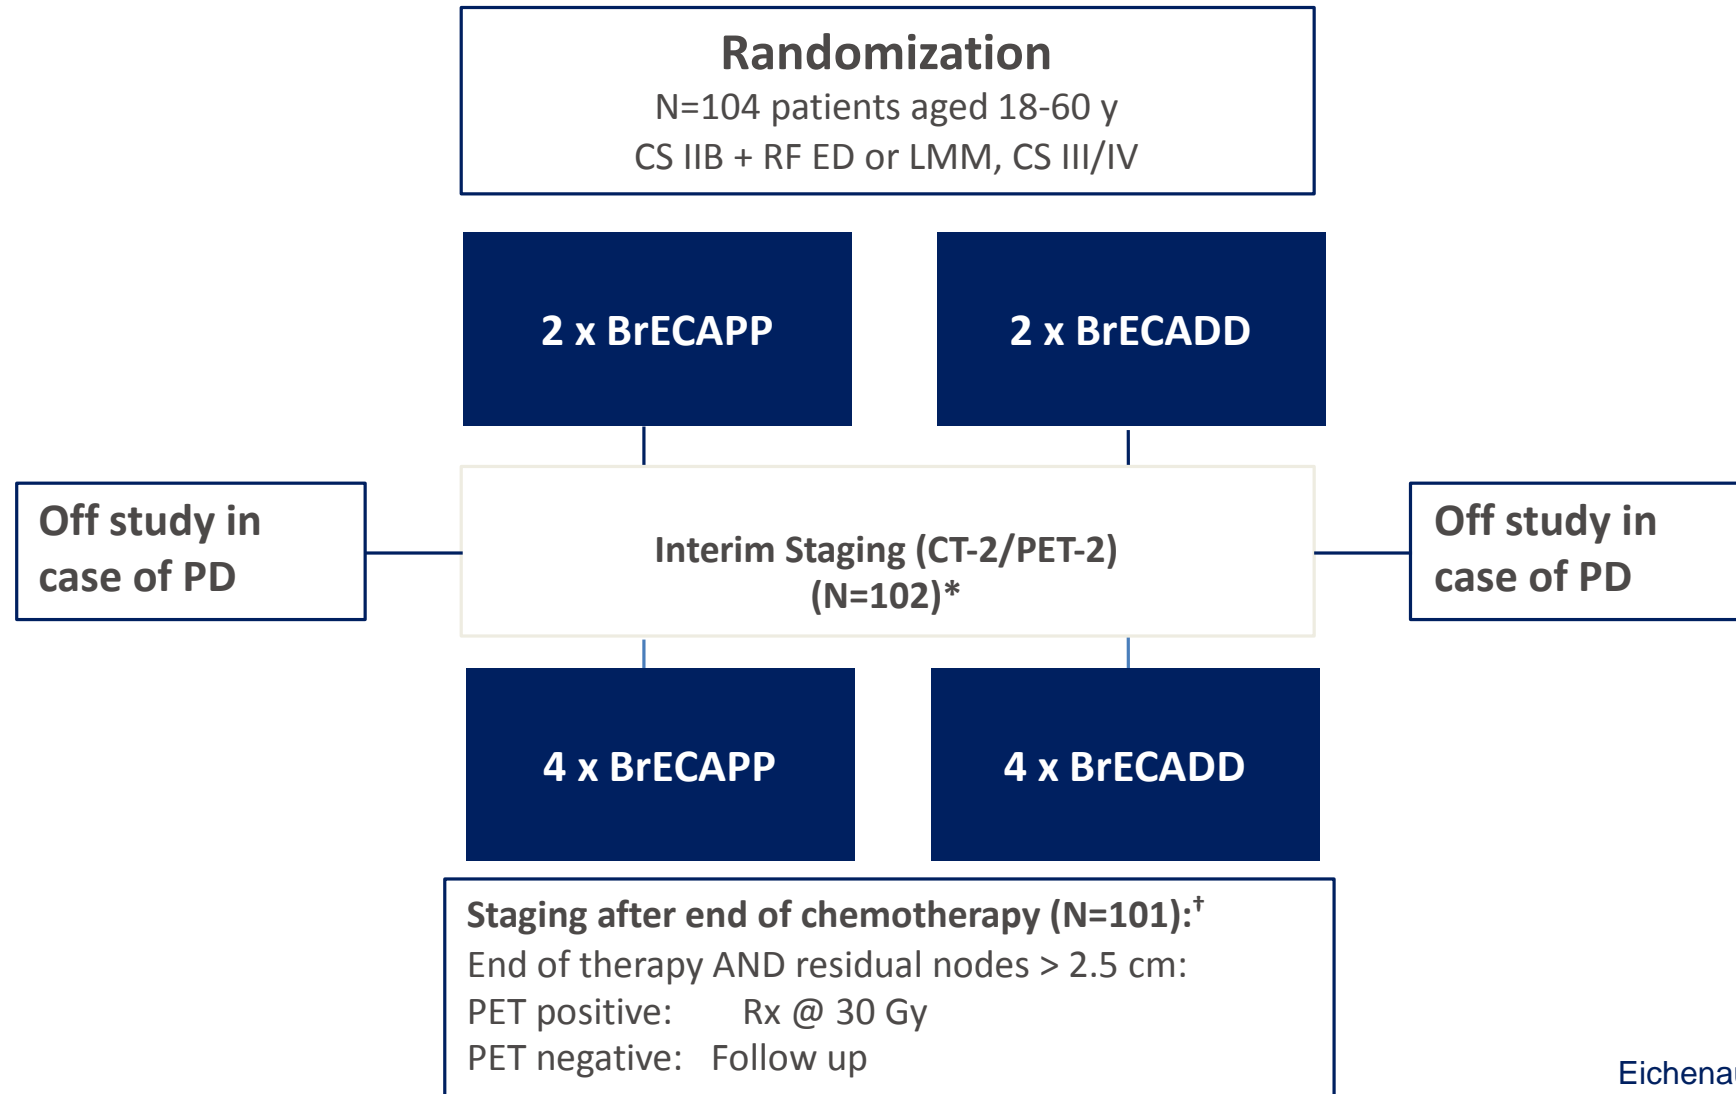 Randomization
N=104 patients aged 18-60 y
CS IIB + RF ED or LMM, CS III/IV
2 x BrECAPP
2 x BrECADD
Off study in
case of PD
Interim Staging (CT-2/PET-2)
(N=102)*
Off study in
case of PD
4 x BrECAPP
4 x BrECADD
Staging after end of chemotherapy (N=101):†
End of therapy AND residual nodes > 2.5 cm:
PET positive: Rx @ 30 Gy
PET negative: Follow up